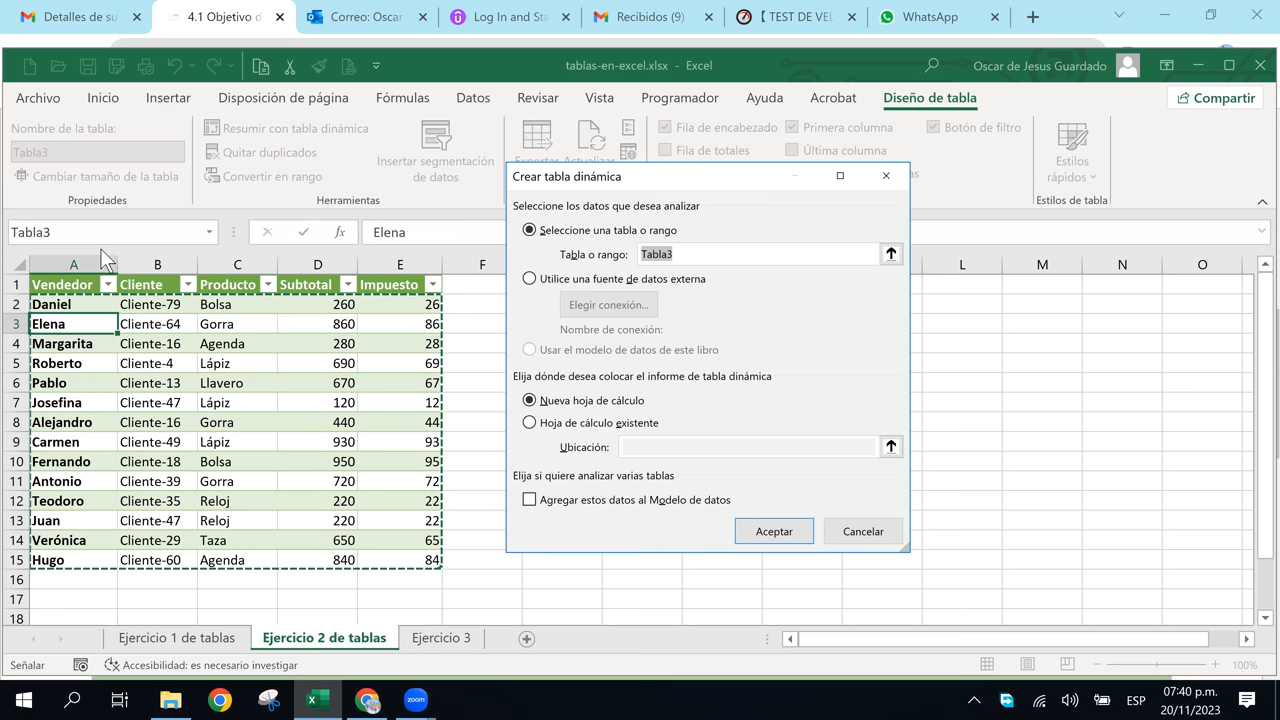 Detalles de su
4.1 Objetivo d
Correo: Oscar
Log In and Sta
Recibidos (9)
【 TEST DE VEL
WhatsApp
tablas-en-excel.xlsx - Excel
Oscar de Jesus Guardado
Archivo Inicio Insertar Disposición de página Fórmulas Datos Revisar Vista Programador Ayuda Acrobat Diseño de tabla Compartir
Nombre de la tabla:
Tabla3
Cambiar tamaño de la tabla
Propiedades
Resumir con tabla dinámica
Quitar duplicados
Convertir en rango
Insertar segmentación
de datos
Herramientas
Exportar Actualizar
Fila de encabezado Primera columna Botón de filtro
Fila de totales Última columna
Estilos
rápidos
Estilos de tabla
Tabla3
fx Elena
A B C D E F L M N O
1 Vendedor Cliente Producto Subtotal Impuesto
2 Daniel Cliente-79 Bolsa 260 26
3 Elena Cliente-64 Gorra 860 86
4 Margarita Cliente-16 Agenda 280 28
5 Roberto Cliente-4 Lápiz 690 69
6 Pablo Cliente-13 Llavero 670 67
7 Josefina Cliente-47 Lápiz 120 12
8 Alejandro Cliente-16 Gorra 440 44
9 Carmen Cliente-49 Lápiz 930 93
10 Fernando Cliente-18 Bolsa 950 95
11 Antonio Cliente-39 Gorra 720 72
12 Teodoro Cliente-35 Reloj 220 22
13 Juan Cliente-47 Reloj 220 22
14 Verónica Cliente-29 Taza 650 65
15 Hugo Cliente-60 Agenda 840 84
16
17
18
Crear tabla dinámica
Seleccione los datos que desea analizar
Seleccione una tabla o rango
Tabla o rango: Tabla3
Utilice una fuente de datos externa
Elegir conexión...
Nombre de conexión:
Usar el modelo de datos de este libro
Elija dónde desea colocar el informe de tabla dinámica
Nueva hoja de cálculo
Hoja de cálculo existente
Ubicación:
Elija si quiere analizar varias tablas
Agregar estos datos al Modelo de datos
Aceptar Cancelar
Ejercicio 1 de tablas Ejercicio 2 de tablas Ejercicio 3
Señalar Accesibilidad: es necesario investigar 100%
zoom
ESP
07:40 p.m.
20/11/2023